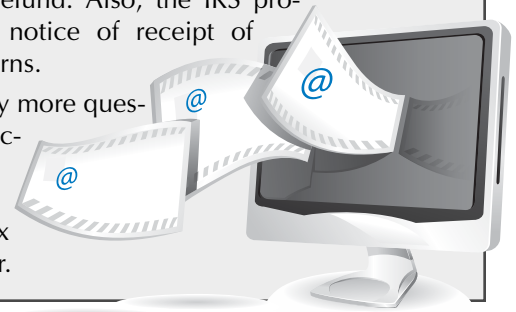 efund. Also, the IRS pro-
notice of receipt of
rns.
y more ques-
c-
x
r.
@
@
@